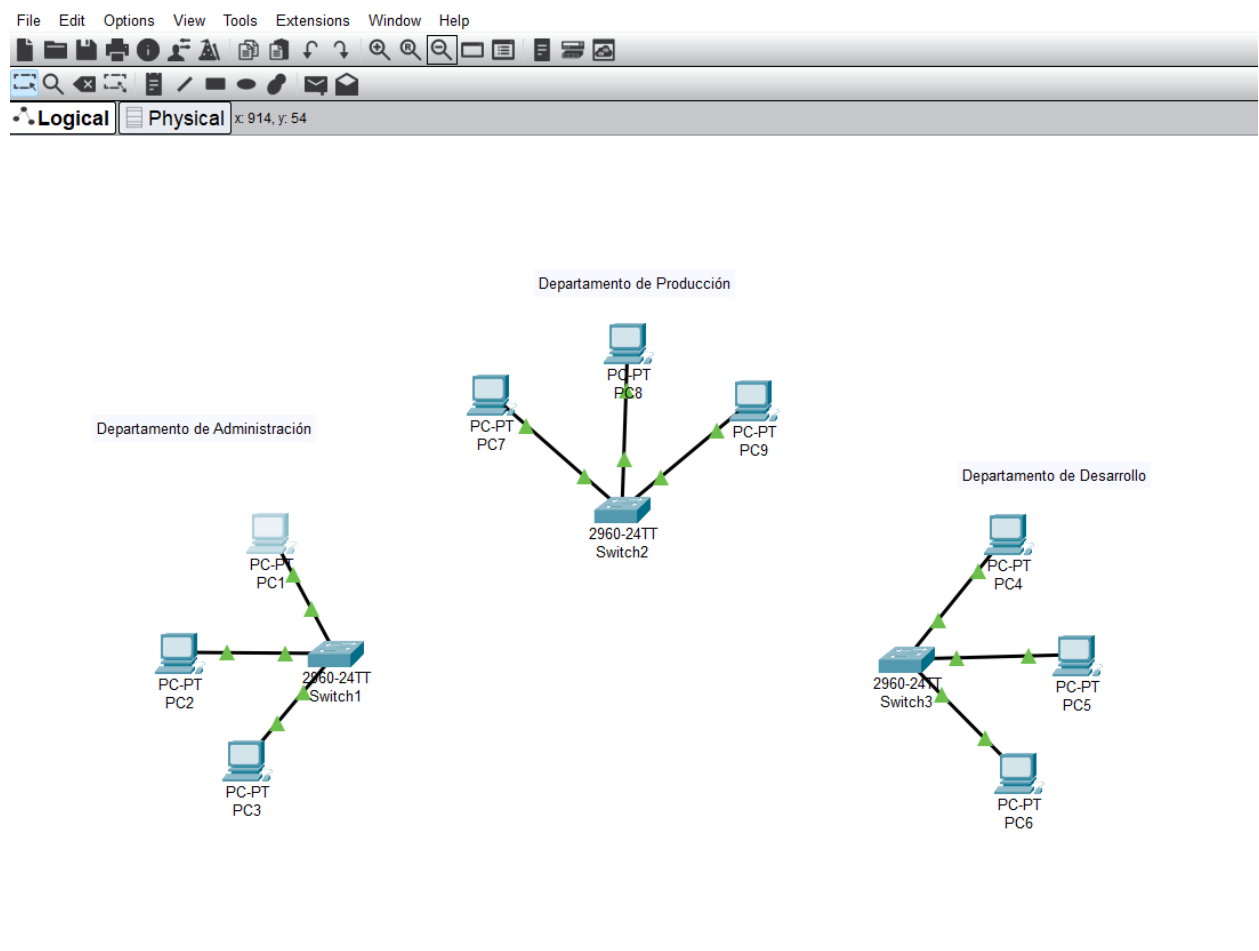 File Edit Options View Tools Extensions Window Help
Logical Physical x: 914, y: 54
Departamento de Producción
PC-PT
PC8
PC-PT
PC7
PC-PT
PC9
2960-24TT
Switch2
Departamento de Administración
PC-PT
PC1
PC-PT
PC2
2960-24TT
Switch1
PC-PT
PC3
Departamento de Desarrollo
PC-PT
PC4
2960-24TT
Switch3
PC-PT
PC5
PC-PT
PC6